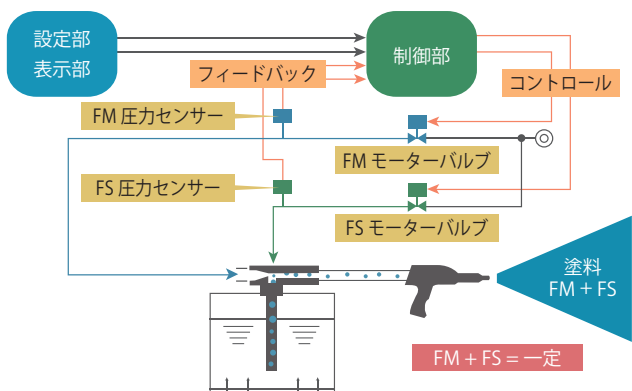 設定部
表示部
制御部
フィードバック
コントロール
FM 圧力センサー
FM モーターバルブ
FS 圧力センサー
FS モーターバルブ
塗料
FM + FS
FM + FS = 一定